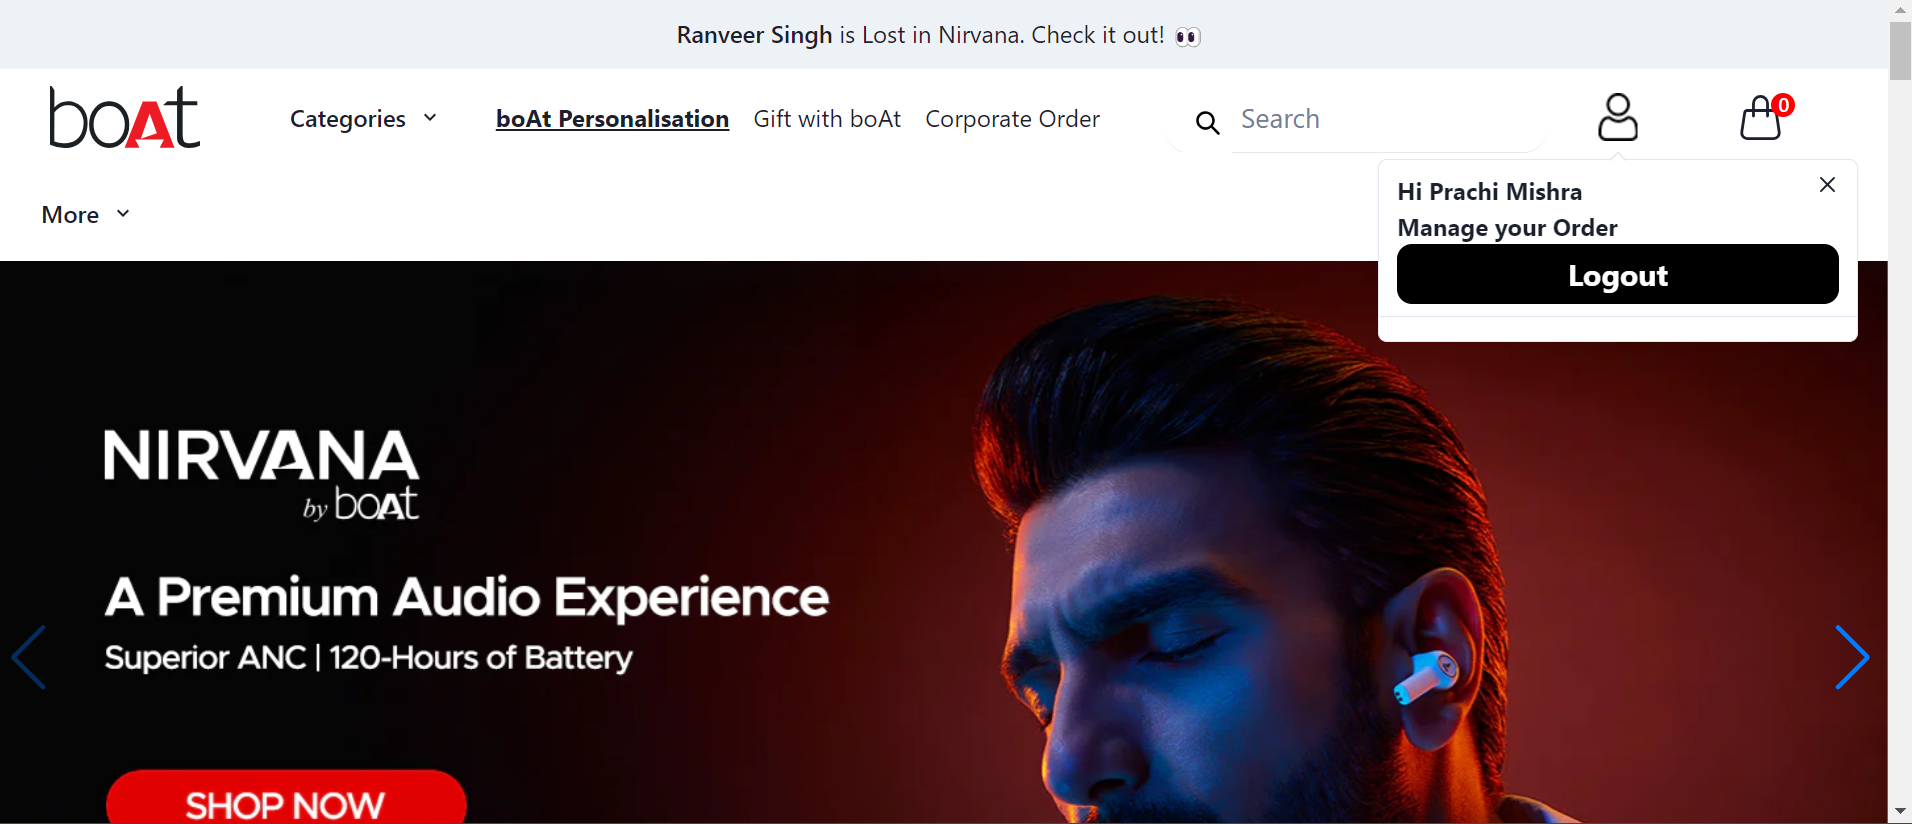 Ranveer Singh is Lost in Nirvana. Check it out! 👀
boAt
Categories
boAt Personalisation
Gift with boAt
Corporate Order
Search
0
More
Hi Prachi Mishra
Manage your Order
Logout
NIRVANA
by boAt
A Premium Audio Experience
Superior ANC | 120-Hours of Battery
SHOP NOW